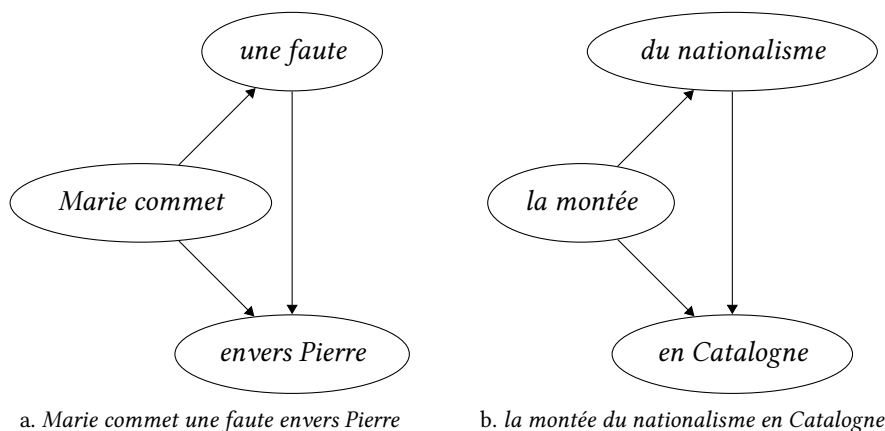 une faute
du nationalisme
Marie commet
la montée
envers Pierre
en Catalogne
a. Marie commet une faute envers Pierre
b. la montée du nationalisme en Catalogne